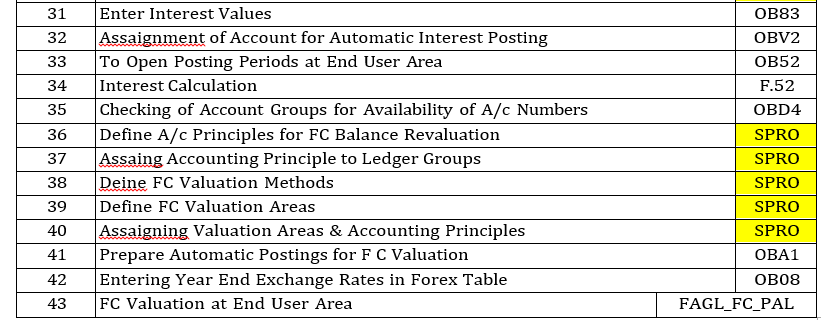 31 Enter Interest Values OB83
32 Assaignment of Account for Automatic Interest Posting OBV2
33 To Open Posting Periods at End User Area OB52
34 Interest Calculation F.52
35 Checking of Account Groups for Availability of A/c Numbers OBD4
36 Define A/c Principles for FC Balance Revaluation SPRO
37 Assaing Accounting Principle to Ledger Groups SPRO
38 Deine FC Valuation Methods SPRO
39 Define FC Valuation Areas SPRO
40 Assaigning Valuation Areas & Accounting Principles SPRO
41 Prepare Automatic Postings for F C Valuation OBA1
42 Entering Year End Exchange Rates in Forex Table OB08
43 FC Valuation at End User Area FAGL_FC_PAL